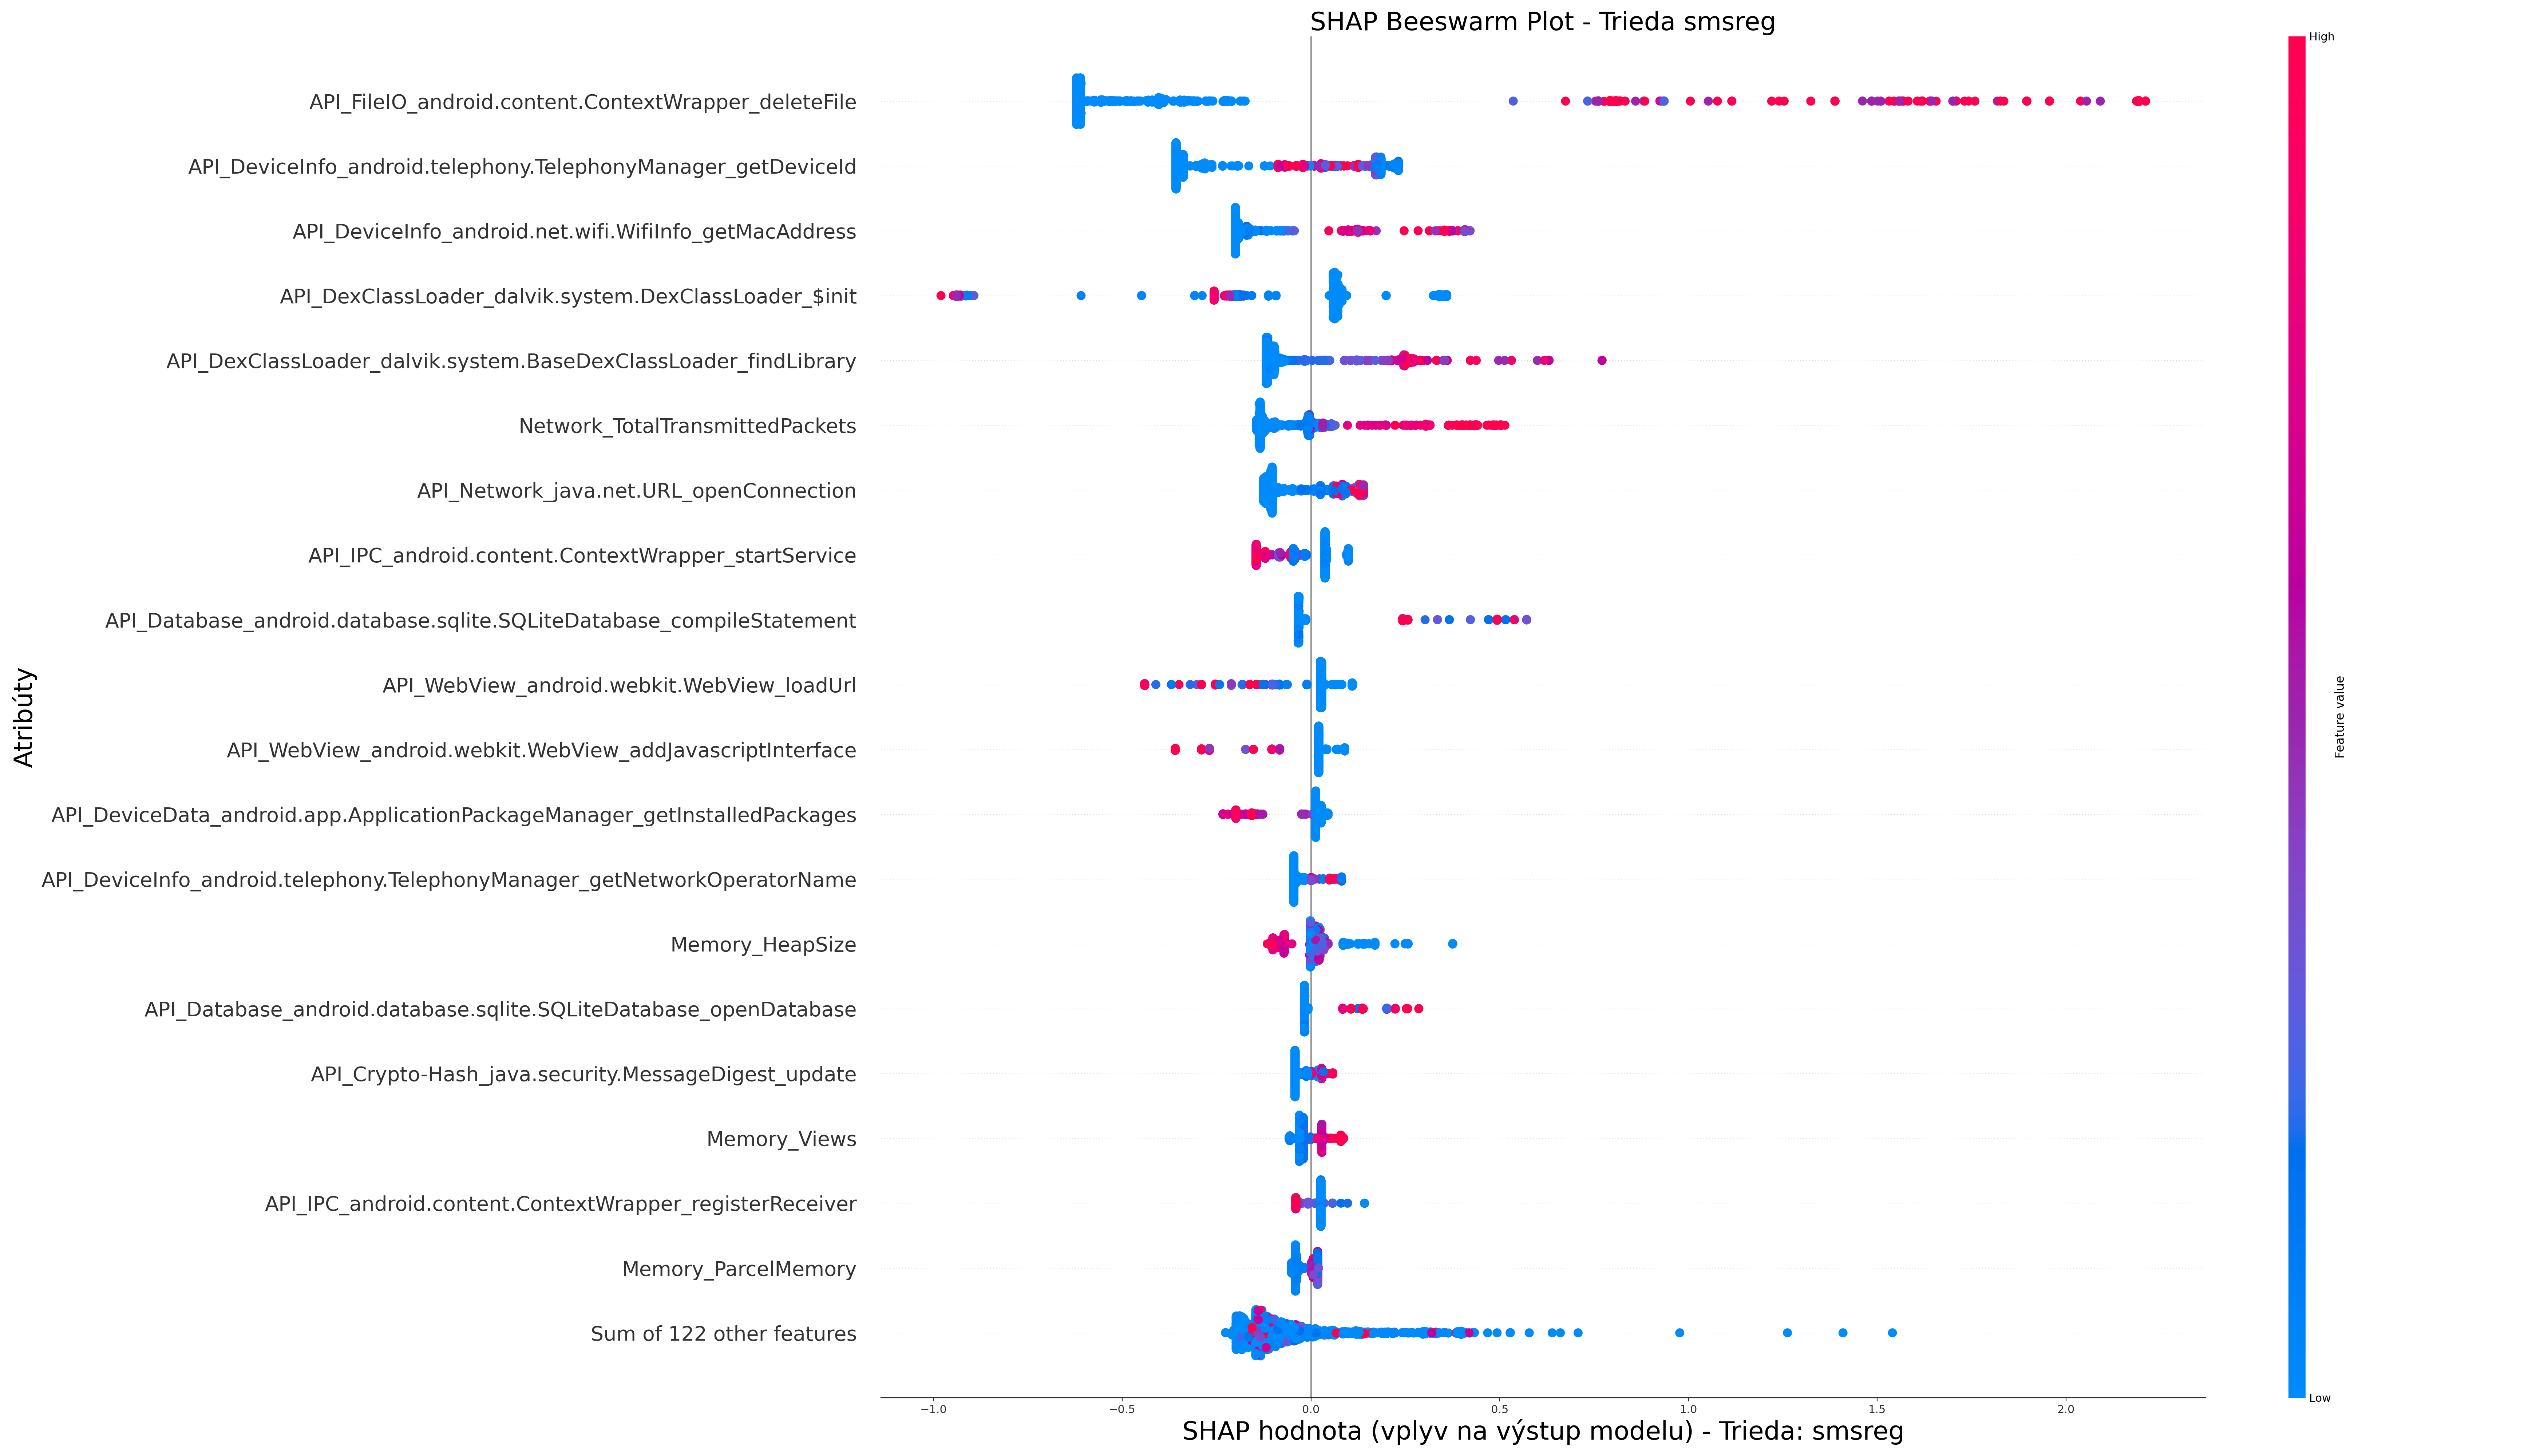 SHAP Beeswarm Plot - Trieda smsreg
High
API_FileIO_android.content.ContextWrapper_deleteFile
API_DeviceInfo_android.telephony.TelephonyManager_getDeviceId
API_DeviceInfo_android.net.wifi.WifiInfo_getMacAddress
API_DexClassLoader_dalvik.system.DexClassLoader_$init
API_DexClassLoader_dalvik.system.BaseDexClassLoader_findLibrary
Network_TotalTransmittedPackets
API_Network_java.net.URL_openConnection
API_IPC_android.content.ContextWrapper_startService
API_Database_android.database.sqlite.SQLiteDatabase_compileStatement
API_WebView_android.webkit.WebView_loadUrl
API_WebView_android.webkit.WebView_addJavascriptInterface
API_DeviceData_android.app.ApplicationPackageManager_getInstalledPackages
API_DeviceInfo_android.telephony.TelephonyManager_getNetworkOperatorName
Memory_HeapSize
API_Database_android.database.sqlite.SQLiteDatabase_openDatabase
API_Crypto-Hash_java.security.MessageDigest_update
Memory_Views
API_IPC_android.content.ContextWrapper_registerReceiver
Memory_ParcelMemory
Sum of 122 other features
Atribúty
Feature value
Low
−1.0 −0.5 0.0 0.5 1.0 1.5 2.0
SHAP hodnota (vplyv na výstup modelu) - Trieda: smsreg